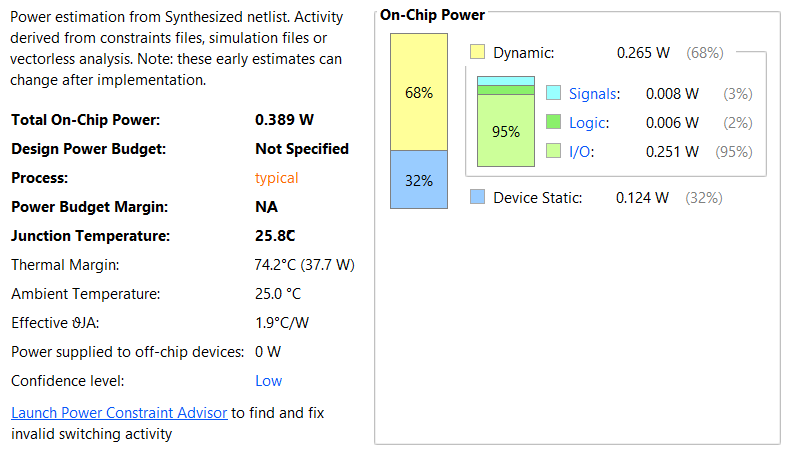 Power estimation from Synthesized netlist. Activity
derived from constraints files, simulation files or
vectorless analysis. Note: these early estimates can
change after implementation.
Total On-Chip Power: 0.389 W
Design Power Budget: Not Specified
Process: typical
Power Budget Margin: NA
Junction Temperature: 25.8°C
Thermal Margin: 74.2°C (37.7 W)
Ambient Temperature: 25.0 °C
Effective ϑJA: 1.9°C/W
Power supplied to off-chip devices: 0 W
Confidence level: Low
Launch Power Constraint Advisor to find and fix
invalid switching activity
On-Chip Power
68%
32%
Dynamic: 0.265 W (68%)
95%
Signals: 0.008 W (3%)
Logic: 0.006 W (2%)
I/O: 0.251 W (95%)
Device Static: 0.124 W (32%)